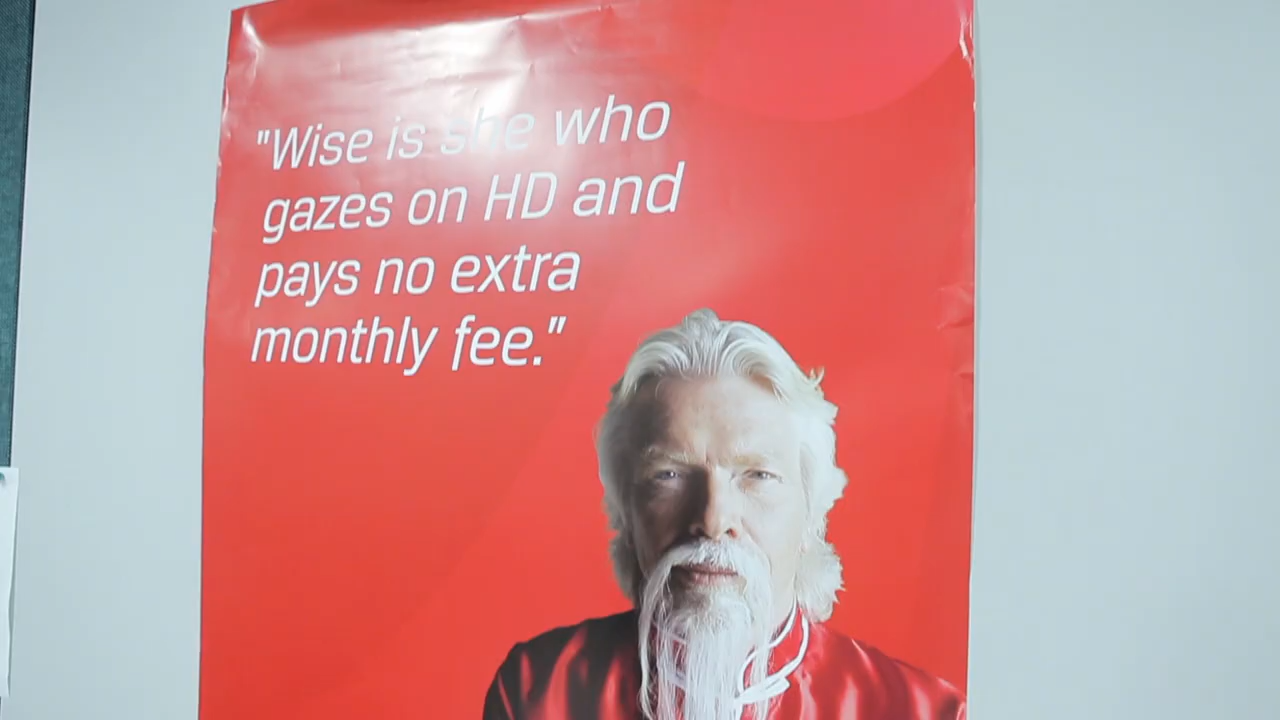 "Wise is she who
gazes on HD and
pays no extra
monthly fee."